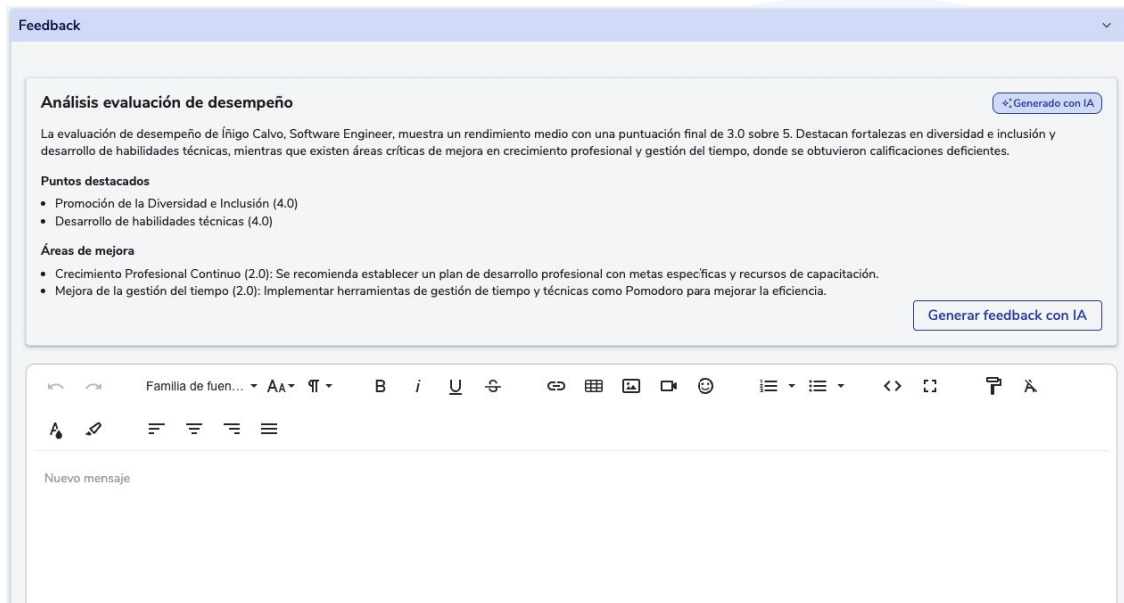 Feedback
Análisis evaluación de desempeño
Generado con IA
La evaluación de desempeño de Íñigo Calvo, Software Engineer, muestra un rendimiento medio con una puntuación final de 3.0 sobre 5. Destacan fortalezas en diversidad e inclusión y
desarrollo de habilidades técnicas, mientras que existen áreas críticas de mejora en crecimiento profesional y gestión del tiempo, donde se obtuvieron calificaciones deficientes.
Puntos destacados
• Promoción de la Diversidad e Inclusión (4.0)
• Desarrollo de habilidades técnicas (4.0)
Áreas de mejora
• Crecimiento Profesional Continuo (2.0): Se recomienda establecer un plan de desarrollo profesional con metas específicas y recursos de capacitación.
• Mejora de la gestión del tiempo (2.0): Implementar herramientas de gestión de tiempo y técnicas como Pomodoro para mejorar la eficiencia.
Generar feedback con IA
Familia de fuen...
Nuevo mensaje